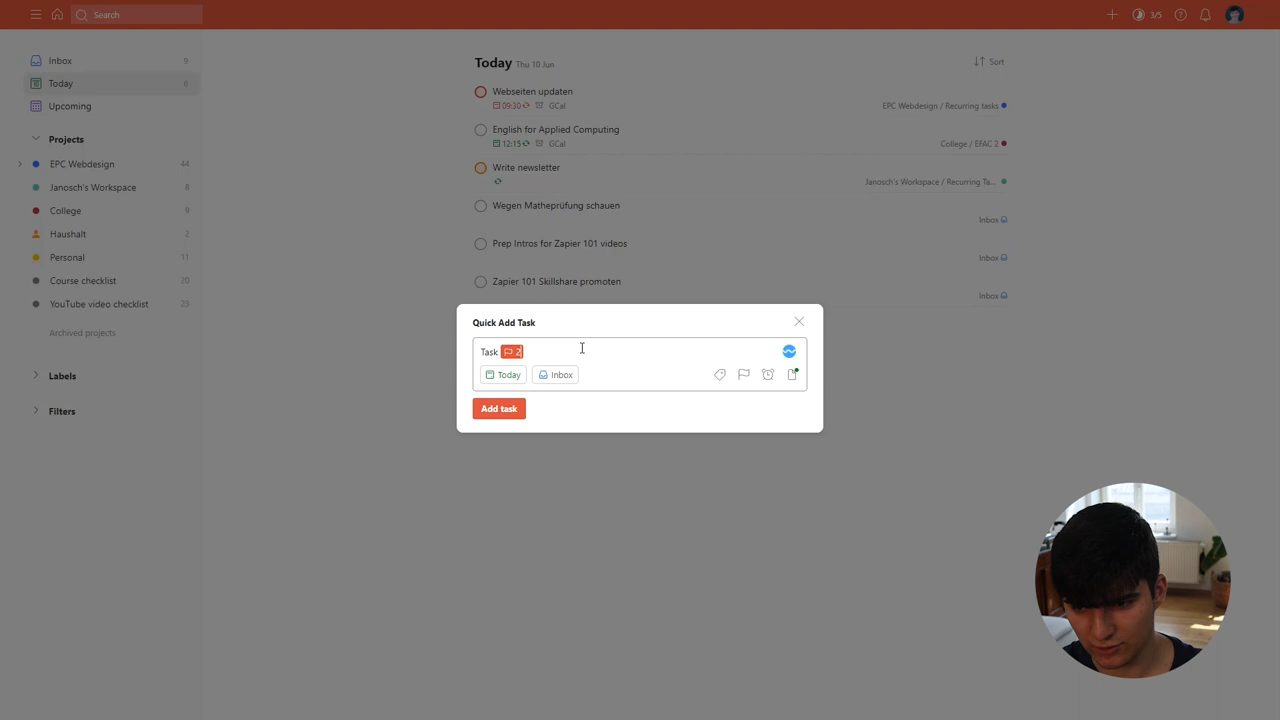 Search
3/5
Inbox 9
Today 6
Upcoming
Projects
EPC Webdesign 44
Janosch's Workspace 8
College 9
Haushalt 2
Personal 11
Course checklist 20
YouTube video checklist 23
Archived projects
Labels
Filters
Today Thu 10 Jun
Sort
Webseiten updaten
09:30 GCal
EPC Webdesign / Recurring tasks
English for Applied Computing
12:15 GCal
College / EFAC 2
Write newsletter
Janosch's Workspace / Recurring Ta...
Wegen Matheprüfung schauen
Inbox
Prep Intros for Zapier 101 videos
Inbox
Zapier 101 Skillshare promoten
Inbox
Quick Add Task
Task 2
Today Inbox
Add task